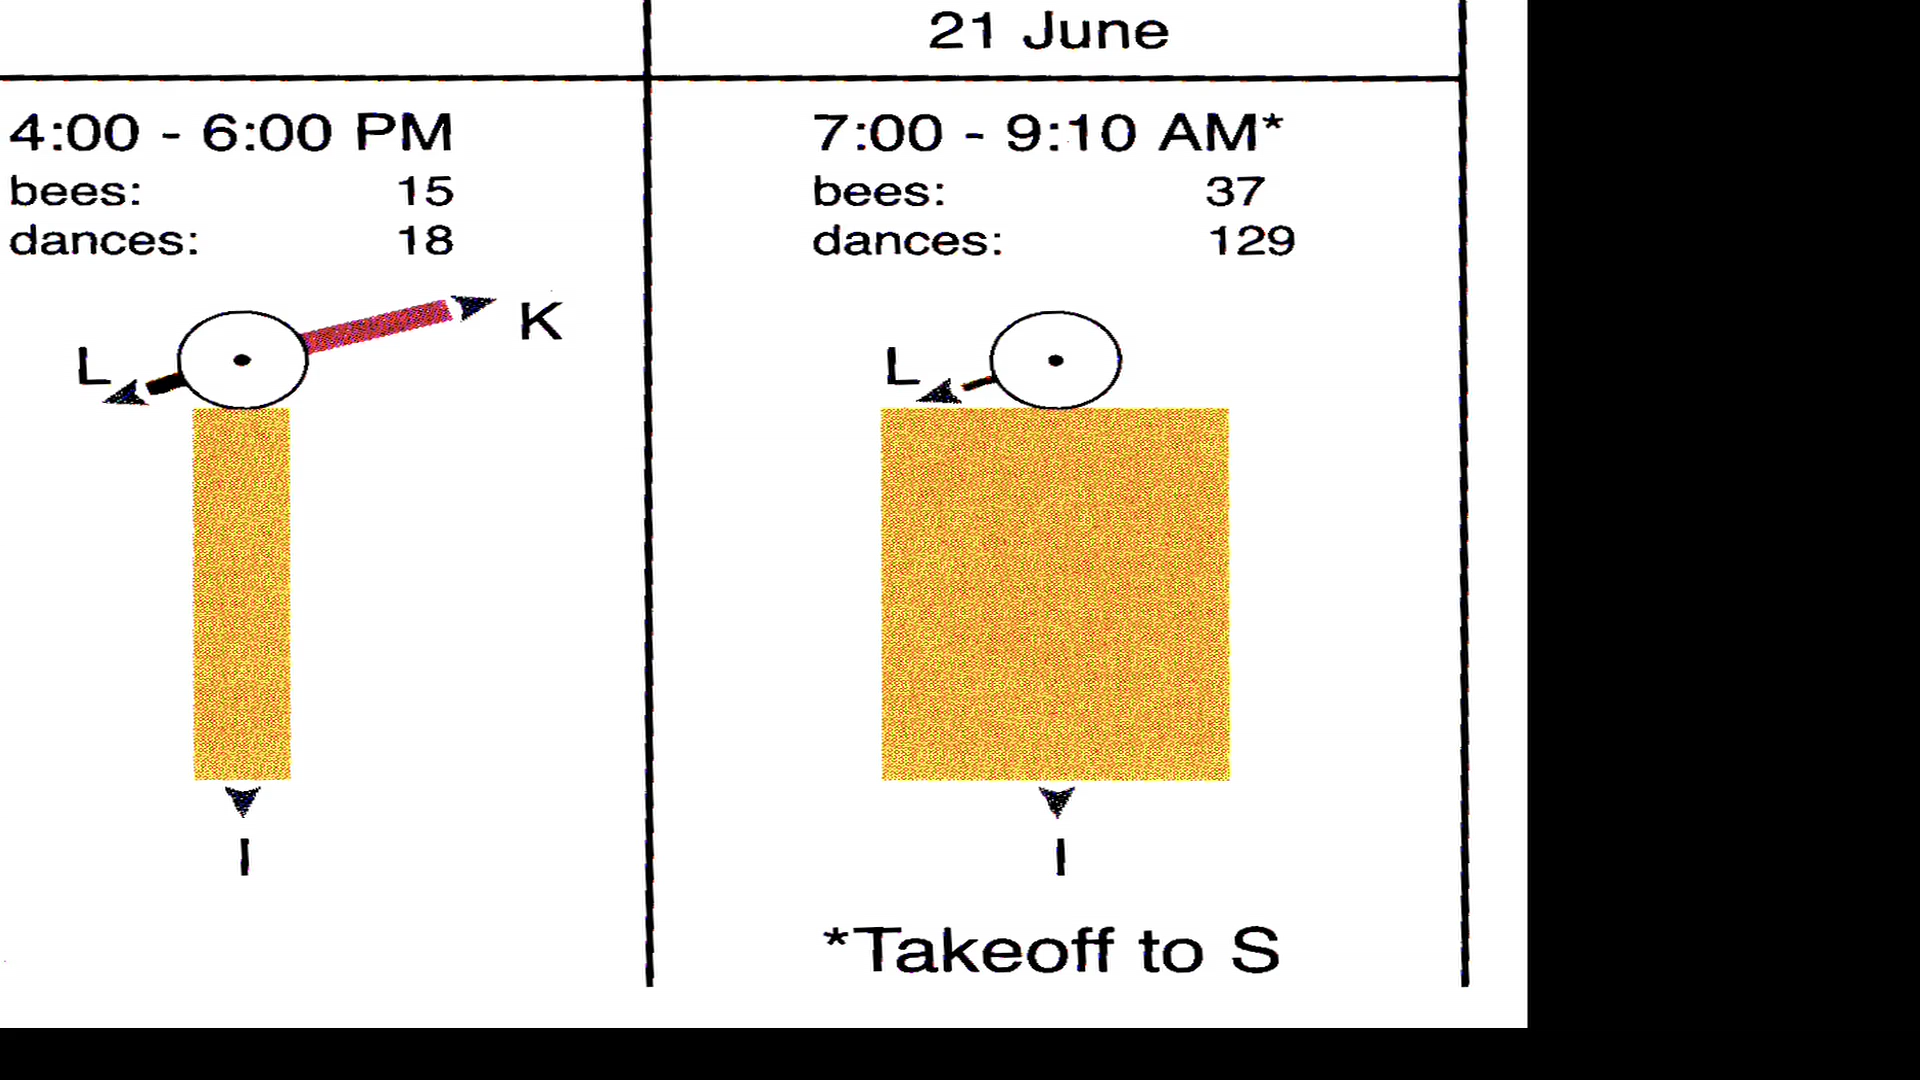 21 June
4:00 - 6:00 PM
bees: 15
dances: 18
K
L
I
7:00 - 9:10 AM*
bees: 37
dances: 129
L
I
*Takeoff to S